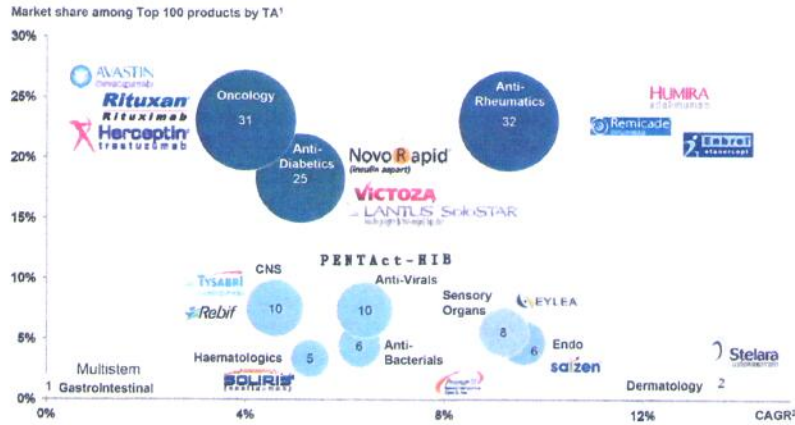 Market share among Top 100 products by TA¹
30%
25%
20%
15%
10%
5%
0%
0%
4%
8%
12%
CAGR²
AVASTIN
bevacizumab
Rituxan®
Rituximab
Herceptin®
trastuzumab
Oncology
31
Anti-
Diabetics
25
NovoRapid®
(insulin aspart)
VICTOZA
LANTUS SoloSTAR
Anti-
Rheumatics
32
HUMIRA
adalimumab
Remicade
Enbrel
etanercept
PENTAct-HIB
CNS
10
TYSABRI
Rebif
Anti-Virals
10
Anti-
Bacterials
6
Haematologics
5
SOLIRIS
Sensory
Organs
8
EYLEA
Endo
6
saizen
Multistem
1 Gastrointestinal
Dermatology 2
Stelara